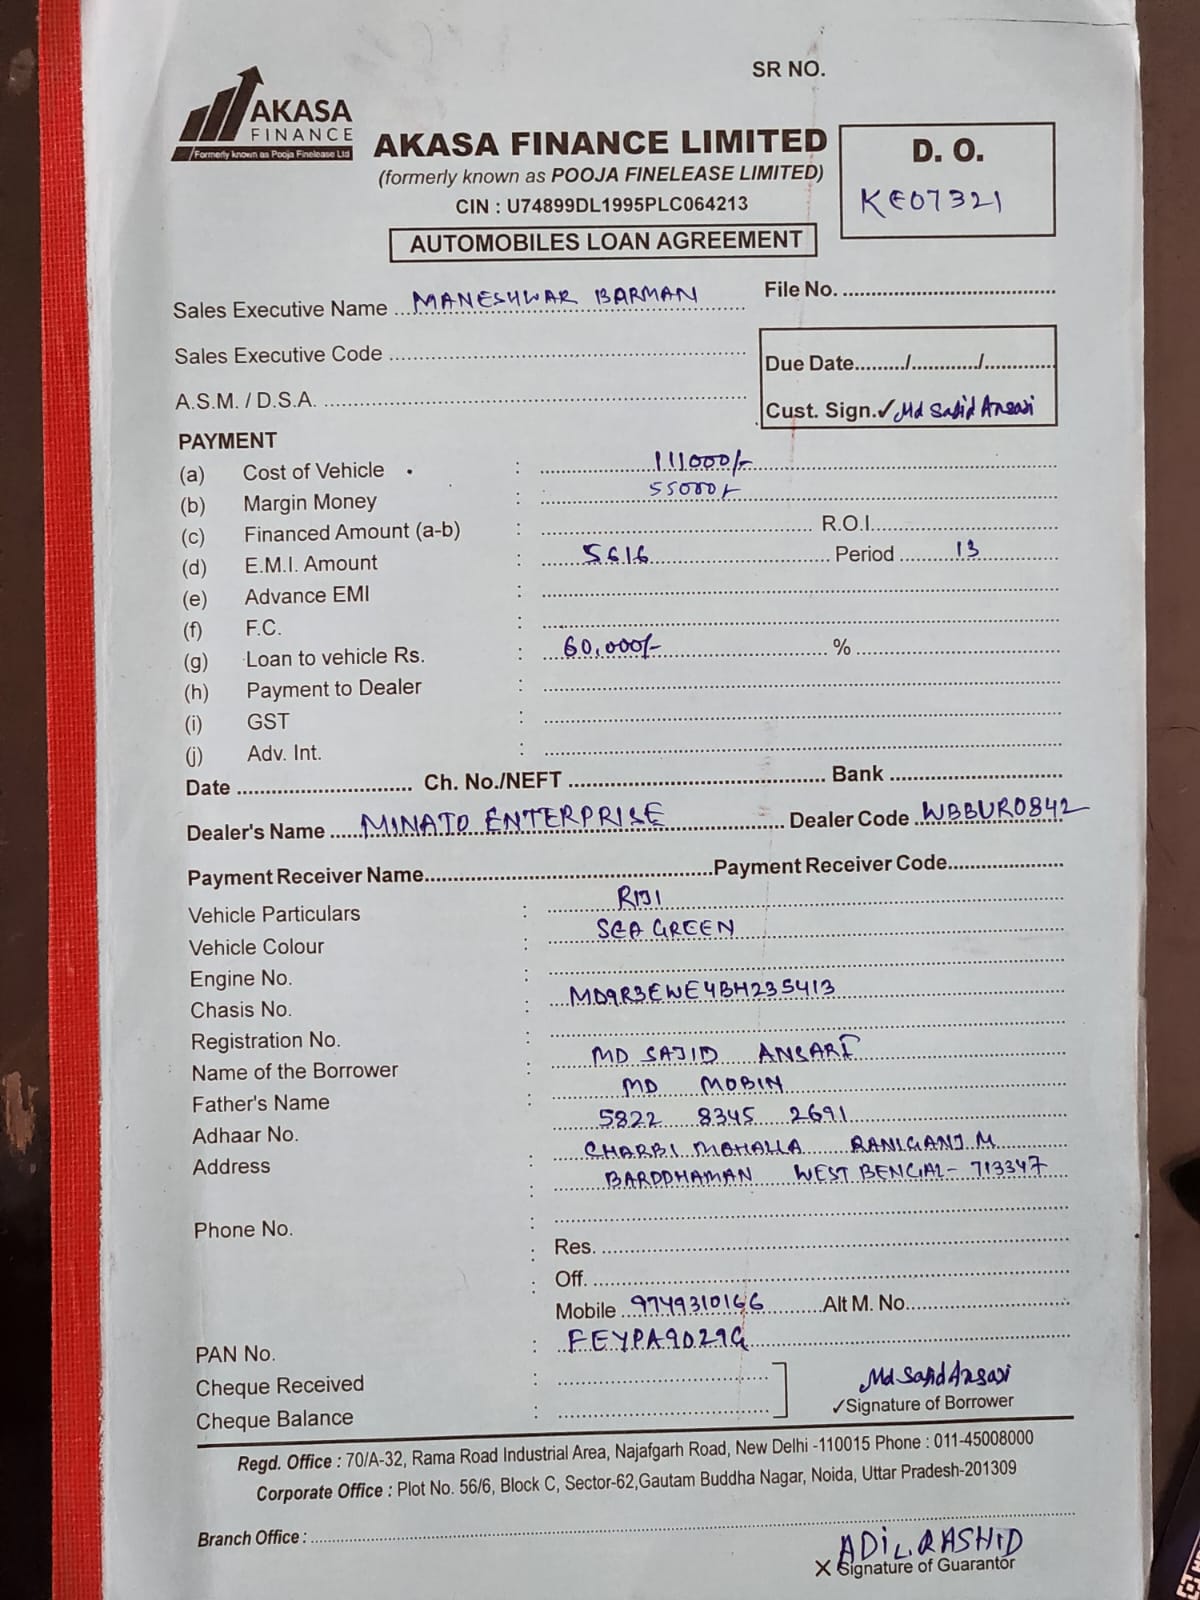 SR NO.
AKASA
FINANCE
Formerly known as Pooja Finelease Ltd
AKASA FINANCE LIMITED
(formerly known as POOJA FINELEASE LIMITED)
CIN : U74899DL1995PLC064213
AUTOMOBILES LOAN AGREEMENT
D. O.
KE07321
Sales Executive Name MANESHWAR BARMAN
File No.
Sales Executive Code
Due Date / /
A.S.M. / D.S.A.
Cust. Sign.✓ Md Sajid Ansari
PAYMENT
(a) Cost of Vehicle : 111000/-
(b) Margin Money : 55000/-
(c) Financed Amount (a-b) : R.O.I.
(d) E.M.I. Amount : 5616 Period 13
(e) Advance EMI :
(f) F.C. :
(g) Loan to vehicle Rs. : 60,000/- %
(h) Payment to Dealer :
(i) GST :
(j) Adv. Int. :
Date Ch. No./NEFT Bank
Dealer's Name MINATO ENTERPRISE Dealer Code WBBUR0842
Payment Receiver Name Payment Receiver Code
Vehicle Particulars :
Vehicle Colour : SEA GREEN
Engine No. :
Chasis No. : MD9R3EWE4BH235413
Registration No. :
Name of the Borrower : MD SAJID ANSARI
Father's Name : MD MOBIN
Adhaar No. 5822 8345 2691
Address : CHARBI MOHALLA RANIGANJ M
: BARDDHAMAN WEST BENGAL- 713347
Phone No. :
: Res.
: Off.
Mobile 9749310166 Alt M. No.
PAN No. : FEYPA9029G
Cheque Received :
Cheque Balance :
Md Sajid Ansari
✓Signature of Borrower
Regd. Office : 70/A-32, Rama Road Industrial Area, Najafgarh Road, New Delhi -110015 Phone : 011-45008000
Corporate Office : Plot No. 56/6, Block C, Sector-62,Gautam Buddha Nagar, Noida, Uttar Pradesh-201309
Branch Office :
ADIL RASHID
X Signature of Guarantor